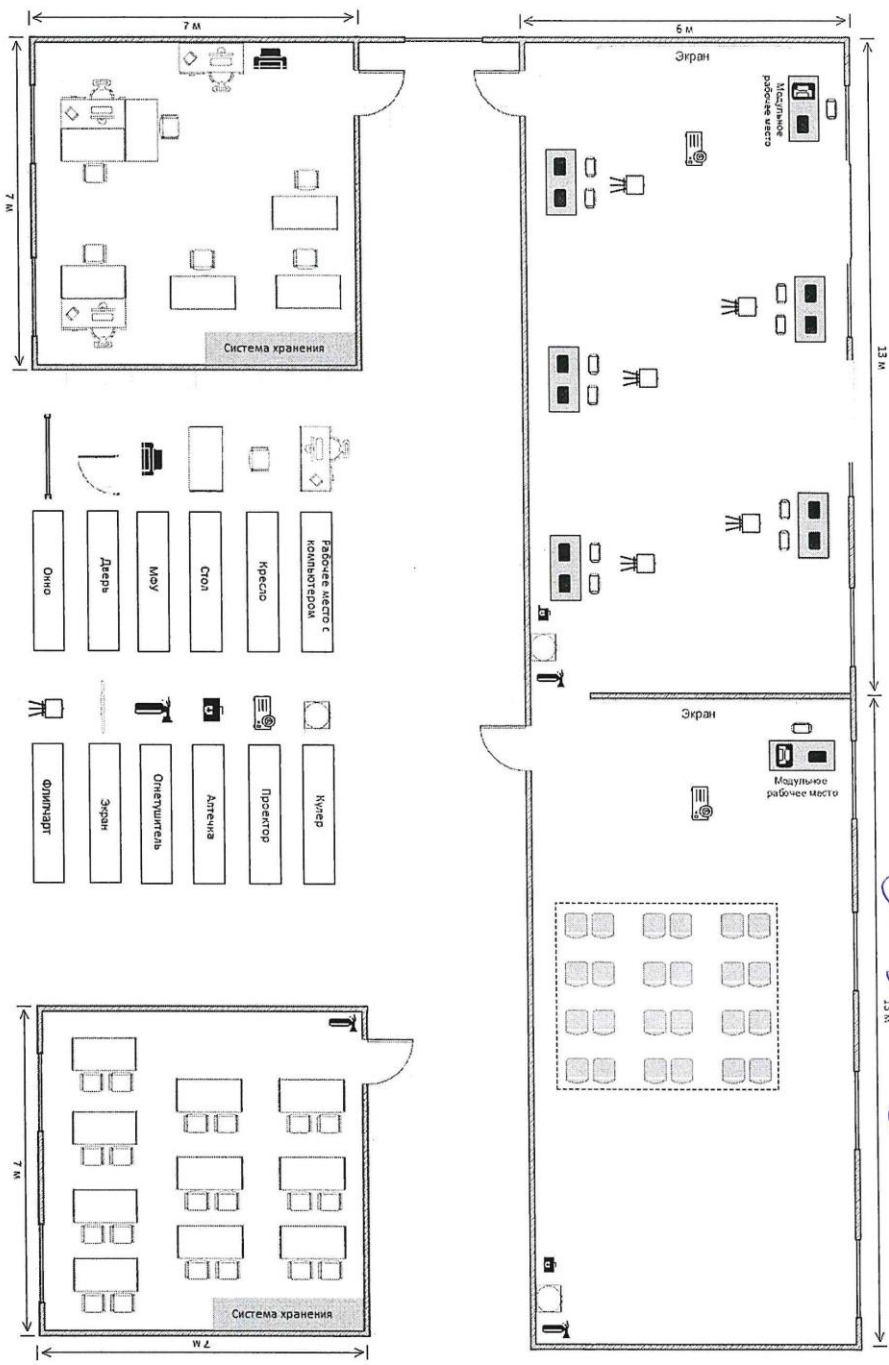 7 м
6 м
Экран
Модульное
рабочее место
7 м
13 м
Система хранения
Рабочее место с
компьютером
Кресло
Стол
МФУ
Дверь
Окно
Кулер
Проектор
Аптечка
Огнетушитель
Экран
Флипчарт
Экран
Модульное
рабочее место
Система хранения
7 м
7 м